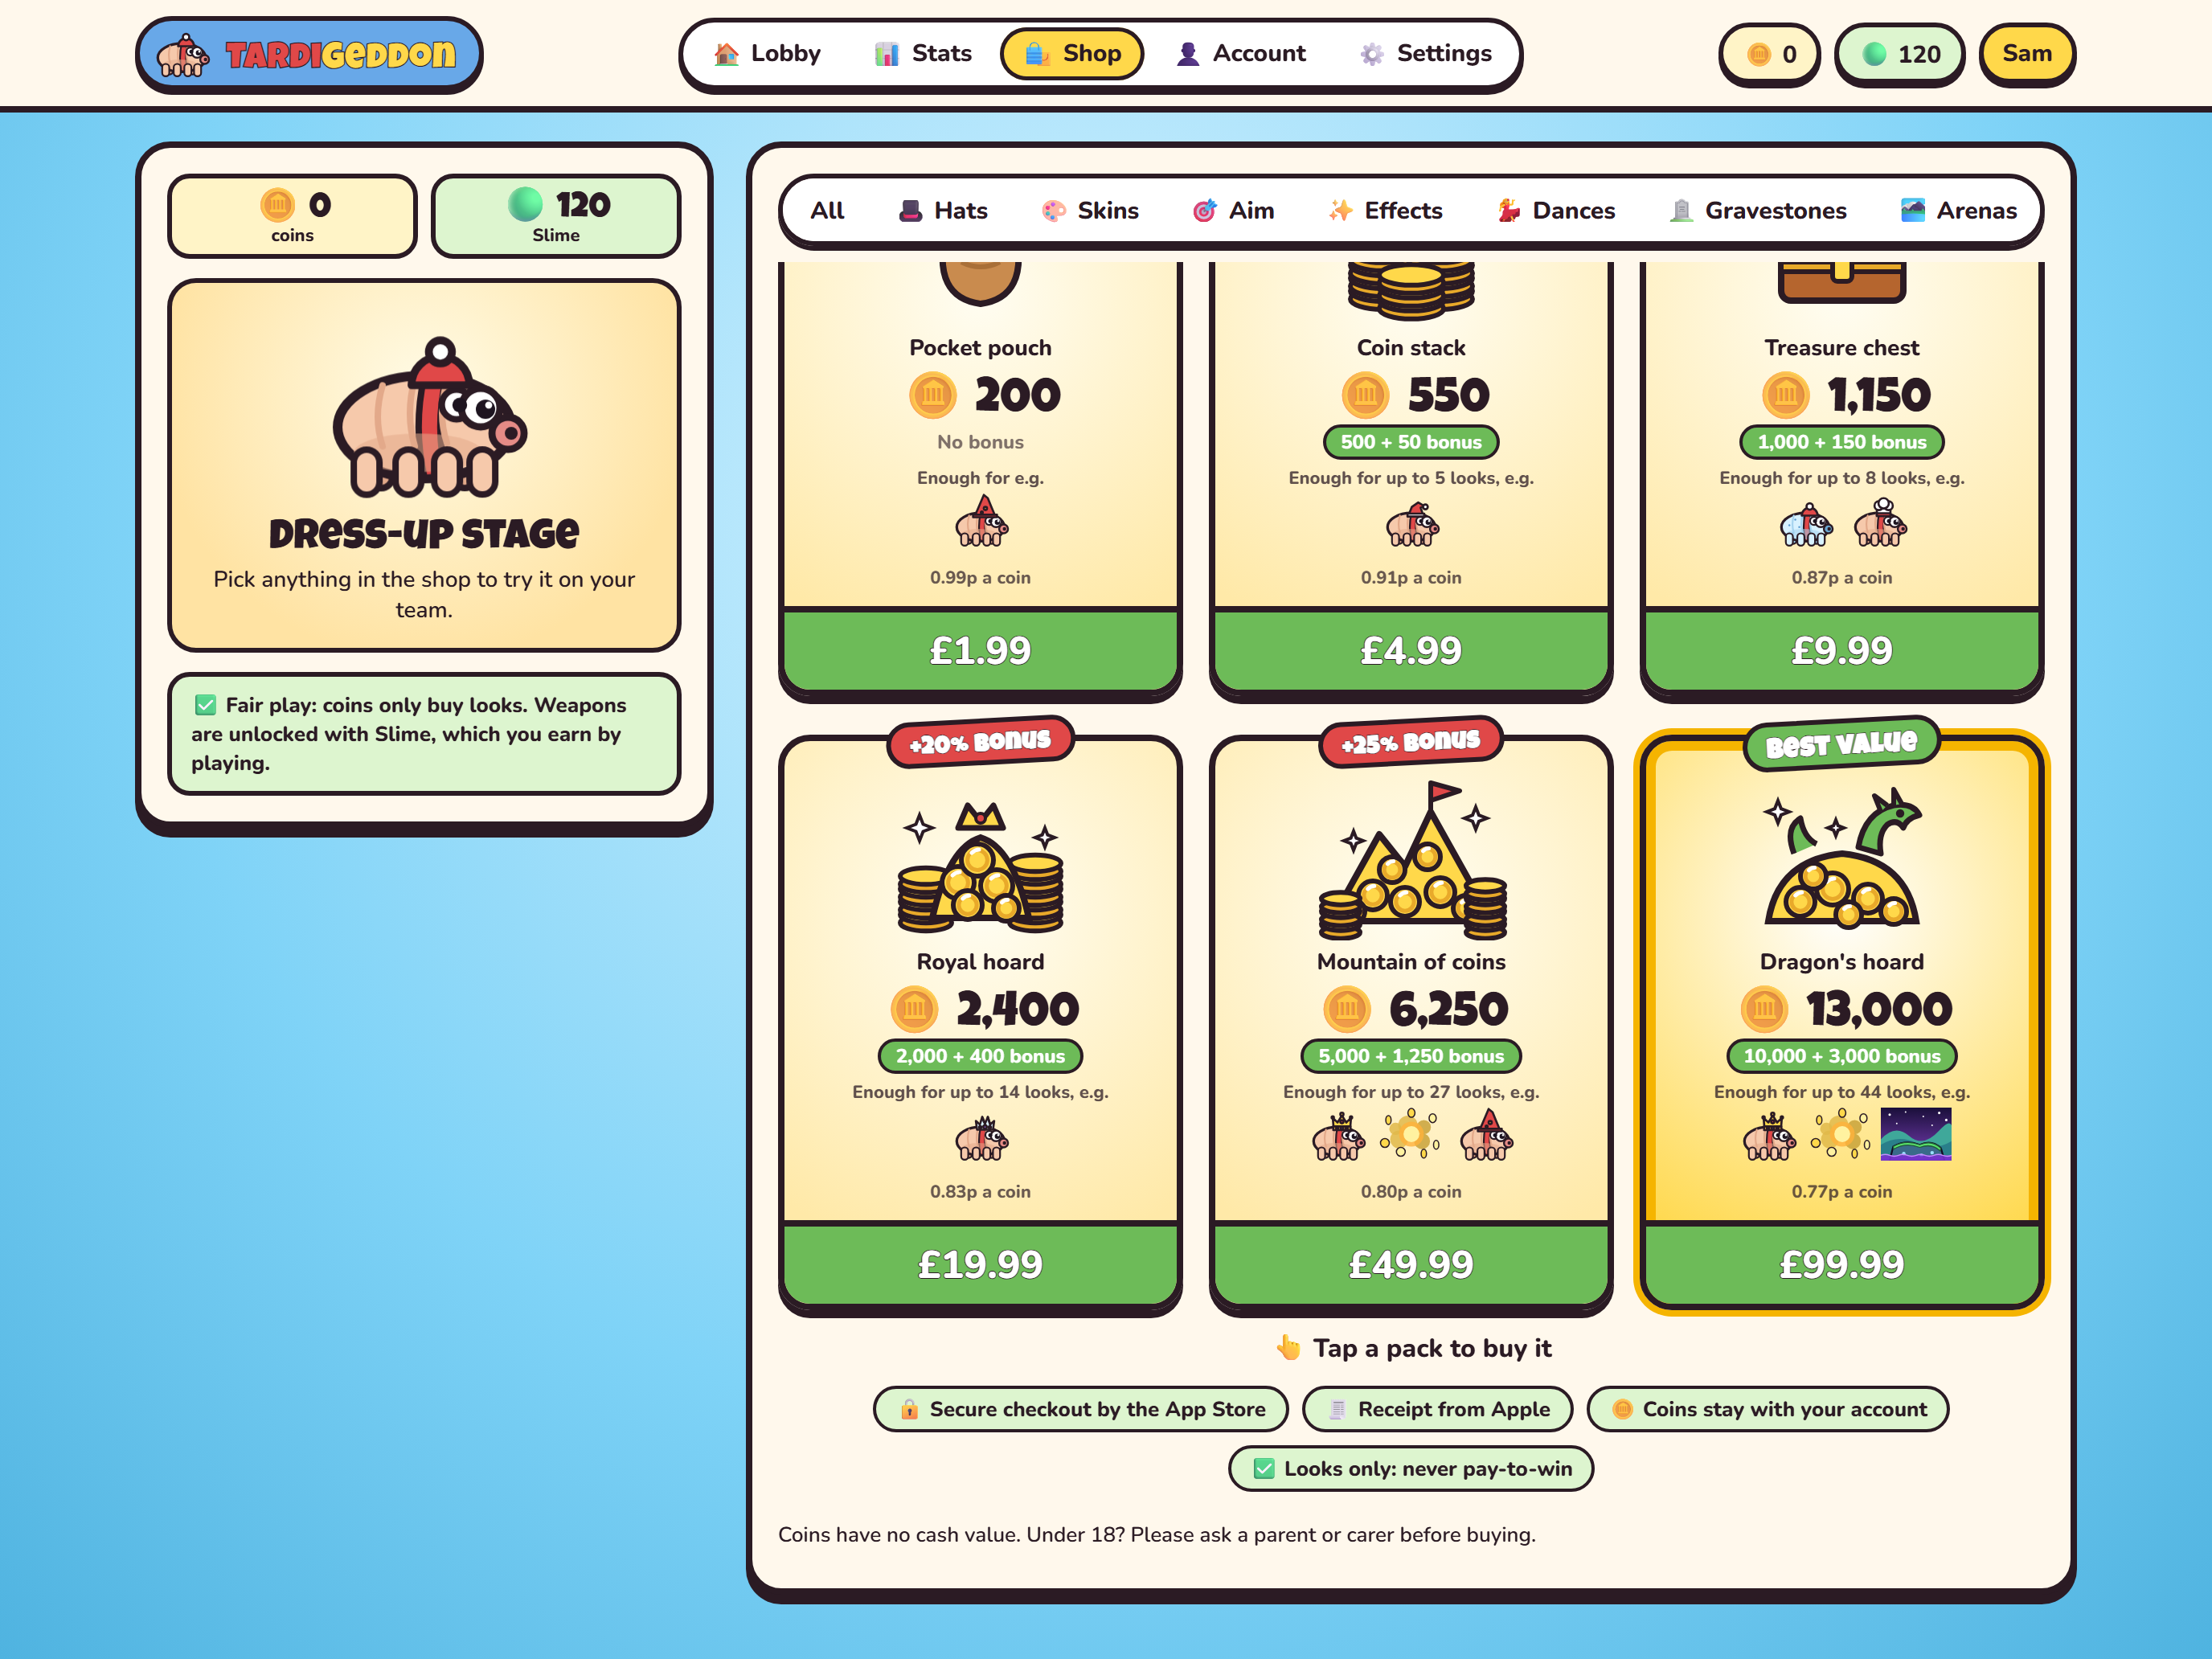 TARDIGEDDON
Lobby
Stats
Shop
Account
Settings
0
120
Sam
0
coins
120
Slime
DRESS-UP STAGE
Pick anything in the shop to try it on your
team.
Fair play: coins only buy looks. Weapons
are unlocked with Slime, which you earn by
playing.
All
Hats
Skins
Aim
Effects
Dances
Gravestones
Arenas
Pocket pouch
200
No bonus
Enough for e.g.
0.99p a coin
£1.99
Coin stack
550
500 + 50 bonus
Enough for up to 5 looks, e.g.
0.91p a coin
£4.99
Treasure chest
1,150
1,000 + 150 bonus
Enough for up to 8 looks, e.g.
0.87p a coin
£9.99
+20% BONUS
Royal hoard
2,400
2,000 + 400 bonus
Enough for up to 14 looks, e.g.
0.83p a coin
£19.99
+25% BONUS
Mountain of coins
6,250
5,000 + 1,250 bonus
Enough for up to 27 looks, e.g.
0.80p a coin
£49.99
BEST VALUE
Dragon's hoard
13,000
10,000 + 3,000 bonus
Enough for up to 44 looks, e.g.
0.77p a coin
£99.99
Tap a pack to buy it
Secure checkout by the App Store
Receipt from Apple
Coins stay with your account
Looks only: never pay-to-win
Coins have no cash value. Under 18? Please ask a parent or carer before buying.